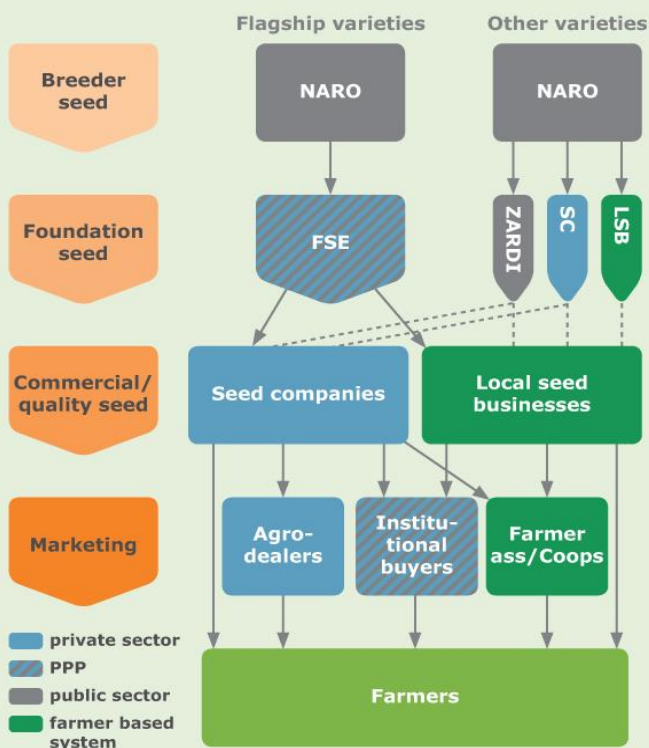 Flagship varieties
Other varieties
Breeder
seed
NARO
NARO
Foundation
seed
FSE
ZARDI
SC
LSB
Commercial/
quality seed
Seed companies
Local seed
businesses
Marketing
Agro-
dealers
Institu-
tional
buyers
Farmer
ass/Coops
private sector
PPP
public sector
farmer based
system
Farmers